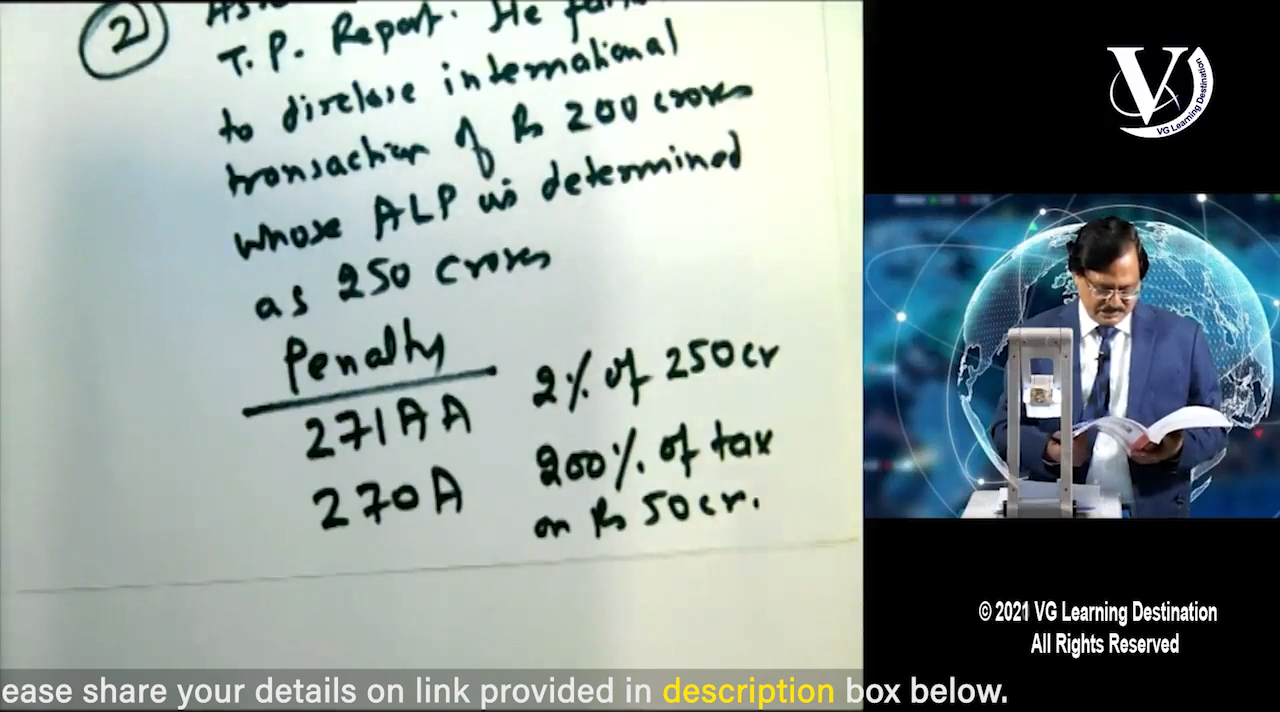 2
T.P. Report. He
to disclose international
transaction of Rs 200 crores
whose ALP is determined
as 250 crores
Penalty
271AA 2% of 250cr
270A 200% of tax
on Rs 50cr.
V
VG Learning Destination
© 2021 VG Learning Destination
All Rights Reserved
ease share your details on link provided in description box below.